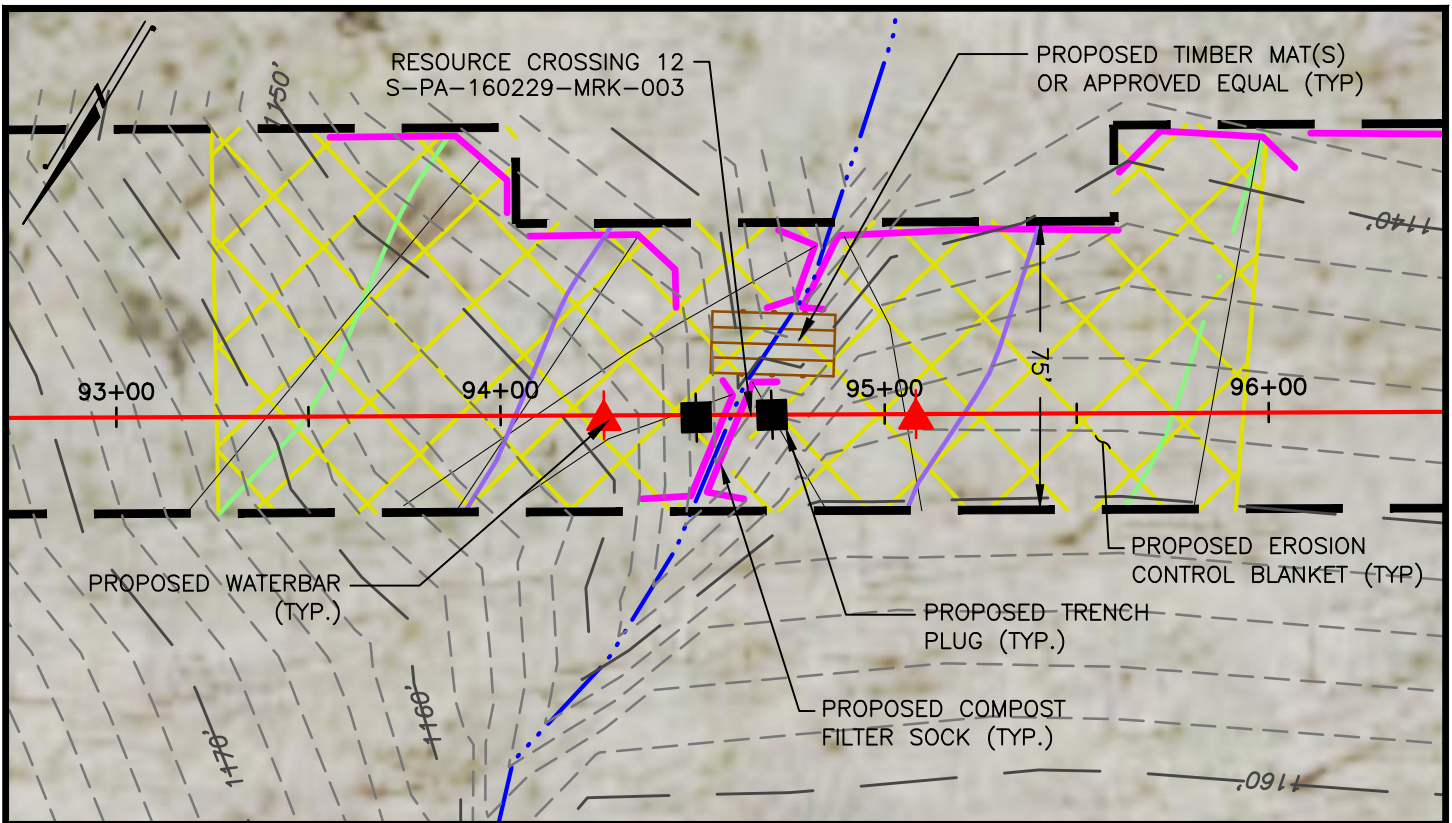 RESOURCE CROSSING 12
S-PA-160229-MRK-003
PROPOSED TIMBER MAT(S)
OR APPROVED EQUAL (TYP)
N
1150'
1140'
93+00
94+00
95+00
96+00
75'
PROPOSED WATERBAR
(TYP.)
PROPOSED EROSION
CONTROL BLANKET (TYP)
PROPOSED TRENCH
PLUG (TYP.)
PROPOSED COMPOST
FILTER SOCK (TYP.)
1170'
1160'
1160'